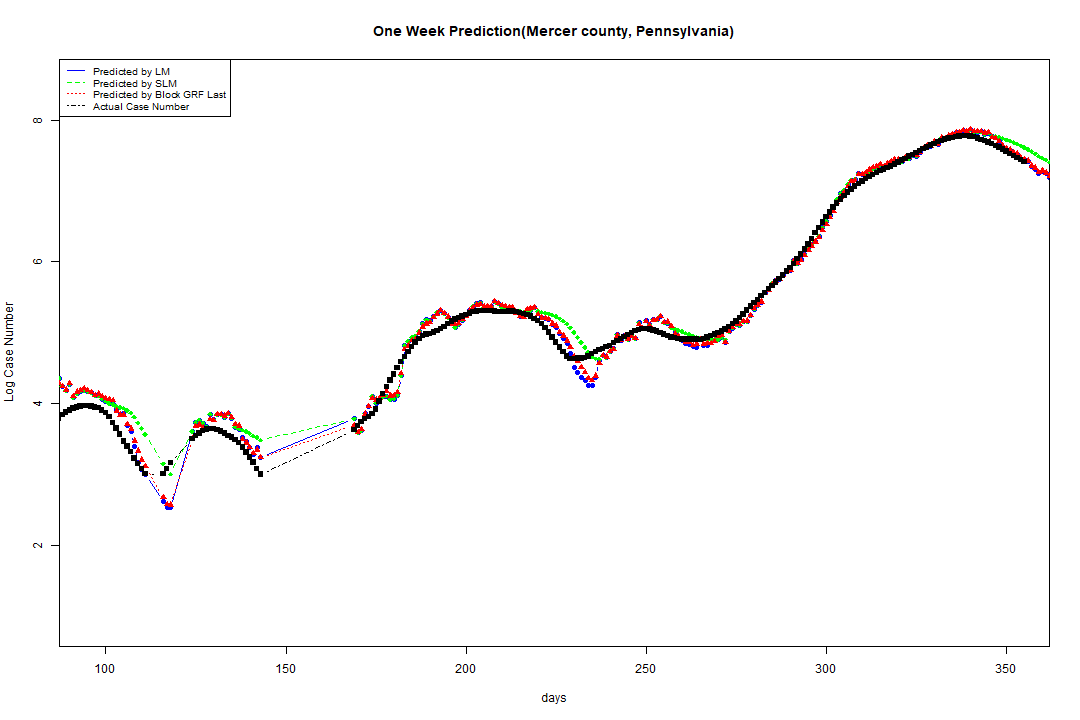 One Week Prediction(Mercer county, Pennsylvania)
Predicted by LM
Predicted by SLM
Predicted by Block GRF Last
Actual Case Number
8
6
4
2
Log Case Number
100 150 200 250 300 350
days